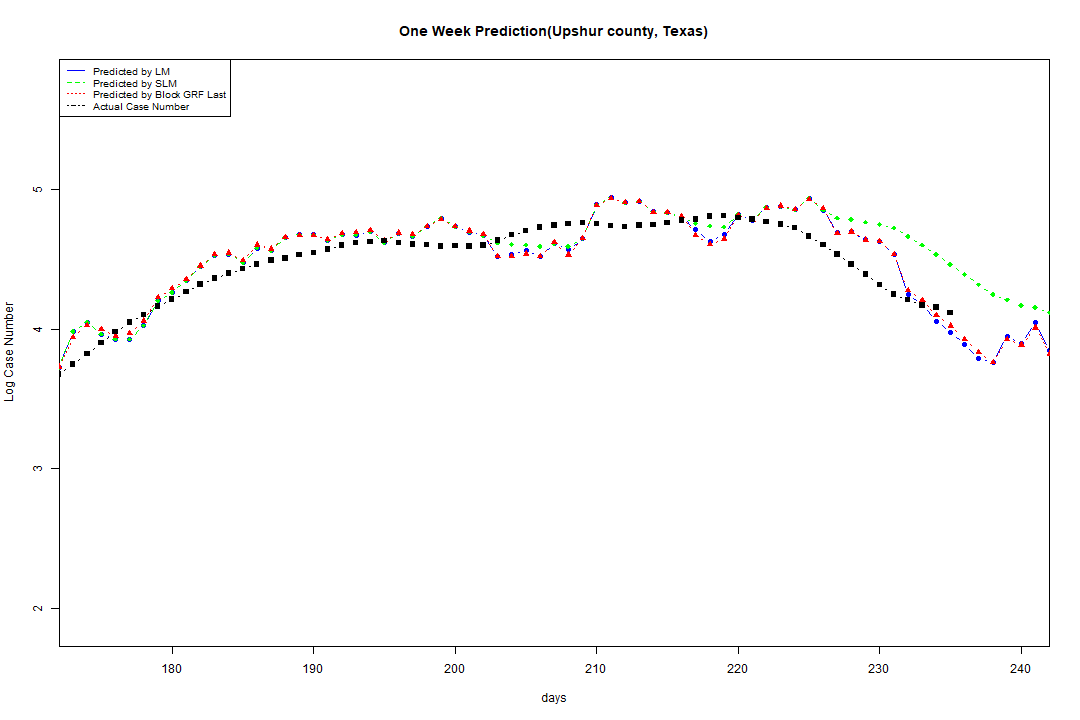 One Week Prediction(Upshur county, Texas)
Predicted by LM
Predicted by SLM
Predicted by Block GRF Last
Actual Case Number
5
4
3
2
Log Case Number
180 190 200 210 220 230 240
days